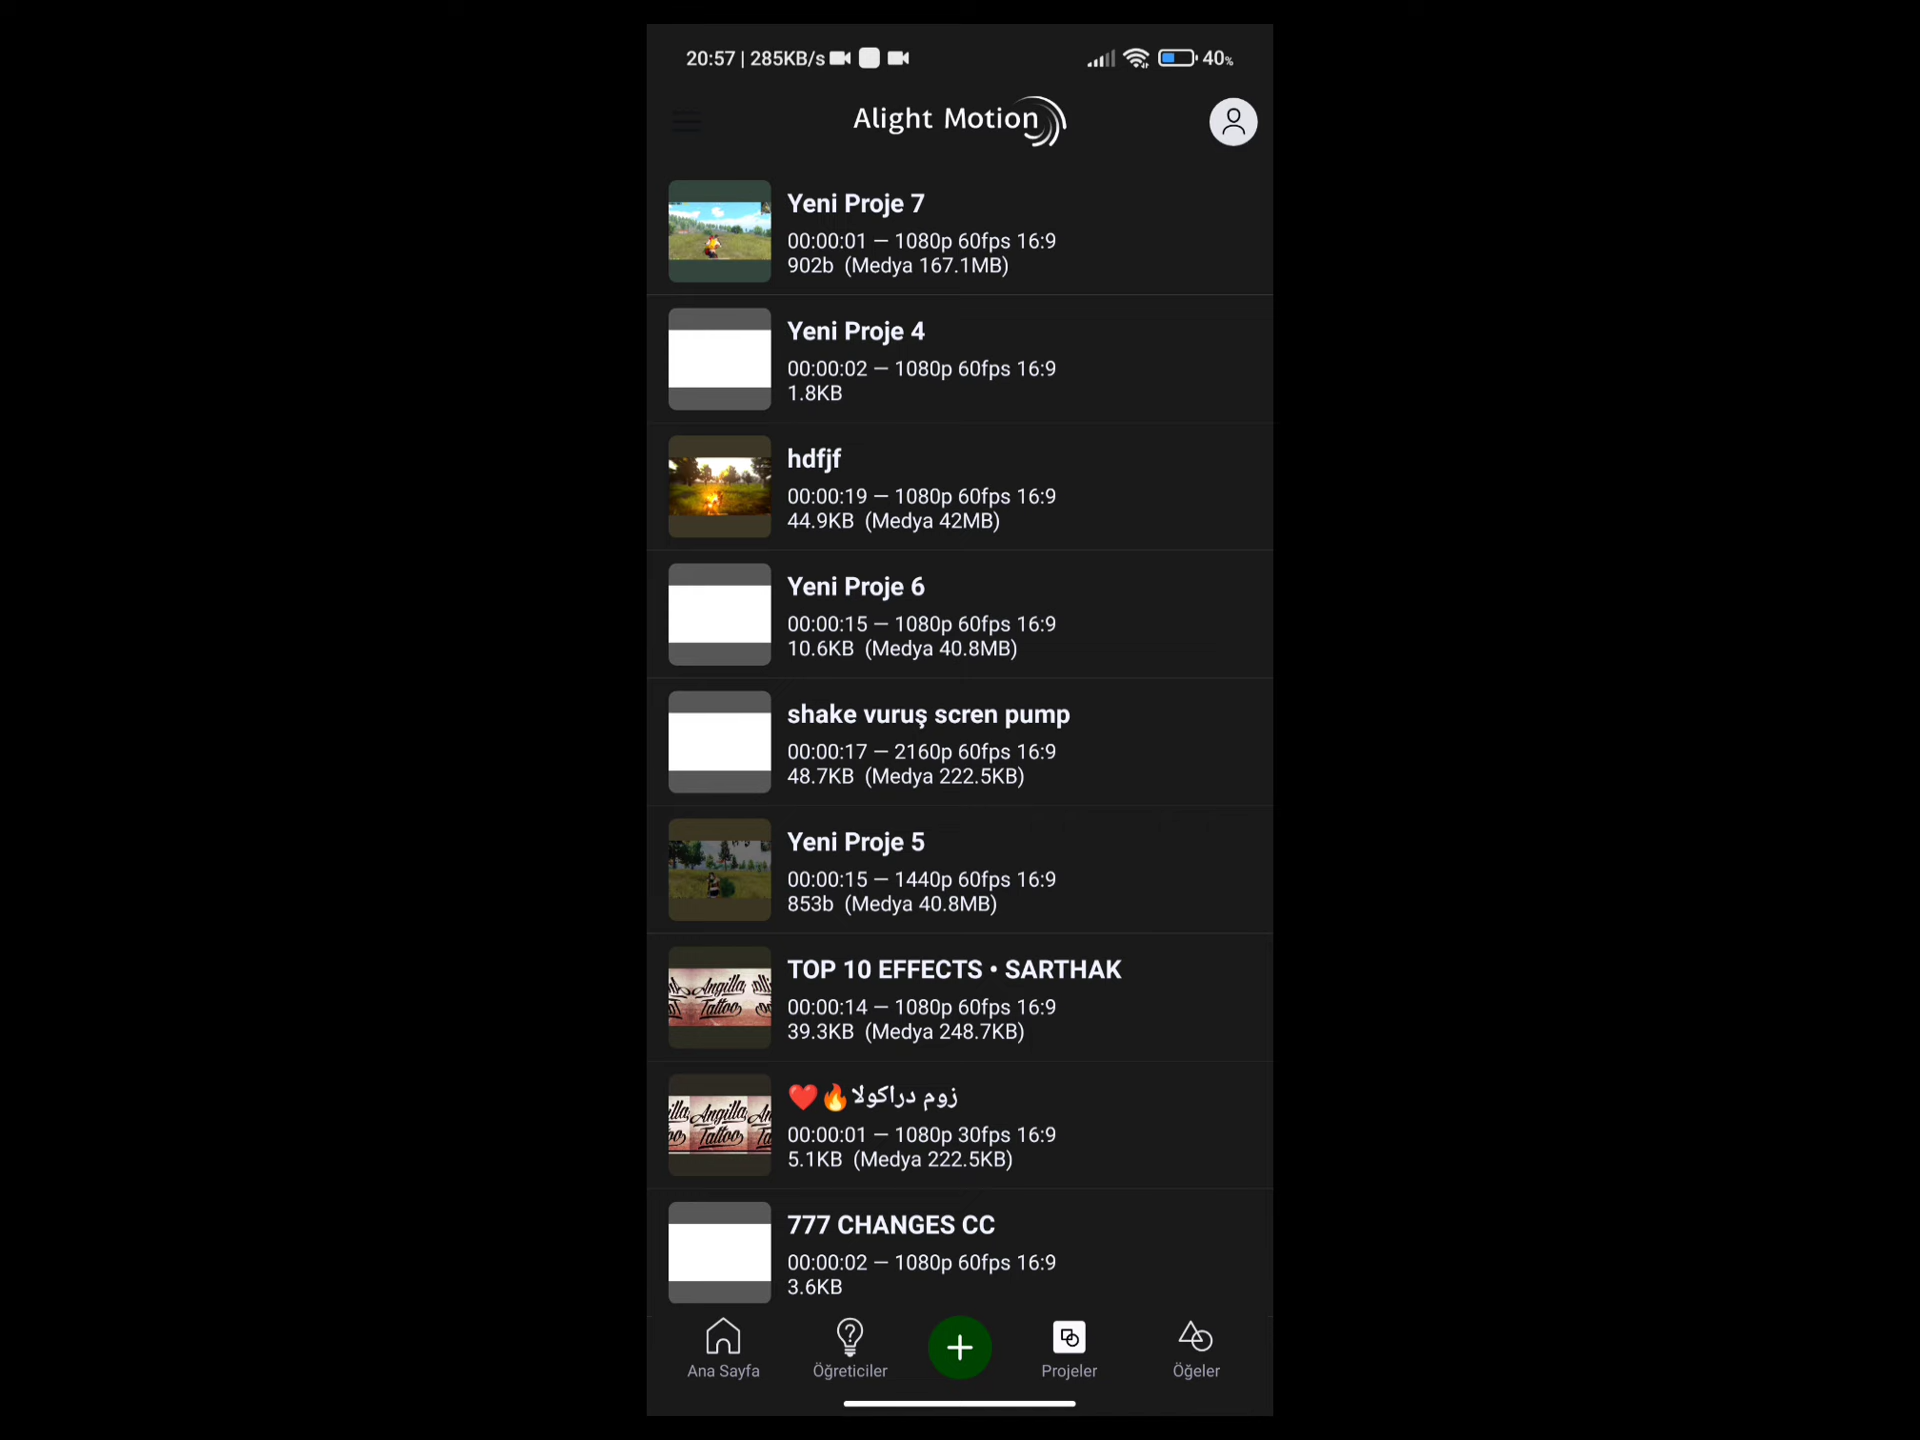 20:57 | 285KB/s
40%
Alight Motion
Yeni Proje 7
00:00:01 — 1080p 60fps 16:9
902b (Medya 167.1MB)
Yeni Proje 4
00:00:02 — 1080p 60fps 16:9
1.8KB
hdfjf
00:00:19 — 1080p 60fps 16:9
44.9KB (Medya 42MB)
Yeni Proje 6
00:00:15 — 1080p 60fps 16:9
10.6KB (Medya 40.8MB)
shake vuruş scren pump
00:00:17 — 2160p 60fps 16:9
48.7KB (Medya 222.5KB)
Yeni Proje 5
00:00:15 — 1440p 60fps 16:9
853b (Medya 40.8MB)
TOP 10 EFFECTS • SARTHAK
00:00:14 — 1080p 60fps 16:9
39.3KB (Medya 248.7KB)
Angilla
Tattoo
زوم دراكولا🔥❤️
00:00:01 — 1080p 30fps 16:9
5.1KB (Medya 222.5KB)
Angilla
Tattoo
777 CHANGES CC
00:00:02 — 1080p 60fps 16:9
3.6KB
Ana Sayfa
Öğreticiler
Projeler
Öğeler